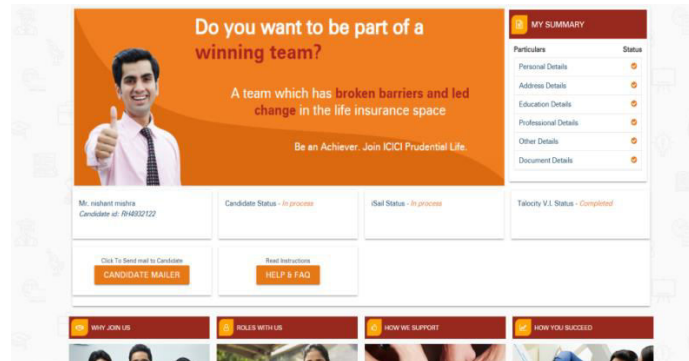 Do you want to be part of a
winning team?
A team which has broken barriers and led
change in the life insurance space
Be an Achiever. Join ICICI Prudential Life.
MY SUMMARY
Particulars Status
Personal Details
Address Details
Education Details
Professional Details
Other Details
Document Details
Mr. nishant mishra
Candidate id: RH4932122
Candidate Status - In process
iSail Status - In process
Talocity V.I. Status - Completed
Click To Send mail to Candidate
CANDIDATE MAILER
Read Instructions
HELP & FAQ
WHY JOIN US
ROLES WITH US
HOW WE SUPPORT
HOW YOU SUCCEED